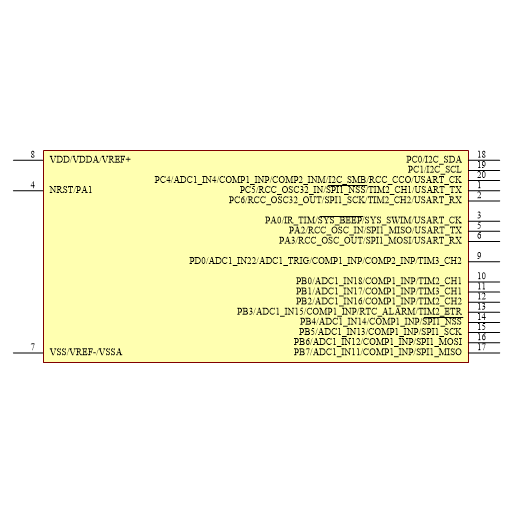 8 VDD/VDDA/VREF+ PC0/I2C_SDA 18
PC1/I2C_SCL 19
PC4/ADC1_IN4/COMP1_INP/COMP2_INM/I2C_SMB/RCC_CCO/USART_CK 20
4 NRST/PA1 PC5/RCC_OSC32_IN/SPI1_NSS/TIM2_CH1/USART_TX 1
PC6/RCC_OSC32_OUT/SPI1_SCK/TIM2_CH2/USART_RX 2
PA0/IR_TIM/SYS_BEEP/SYS_SWIM/USART_CK 3
PA2/RCC_OSC_IN/SPI1_MISO/USART_TX 5
PA3/RCC_OSC_OUT/SPI1_MOSI/USART_RX 6
PD0/ADC1_IN22/ADC1_TRIG/COMP1_INP/COMP2_INP/TIM3_CH2 9
PB0/ADC1_IN18/COMP1_INP/TIM2_CH1 10
PB1/ADC1_IN17/COMP1_INP/TIM3_CH1 11
PB2/ADC1_IN16/COMP1_INP/TIM2_CH2 12
PB3/ADC1_IN15/COMP1_INP/RTC_ALARM/TIM2_ETR 13
PB4/ADC1_IN14/COMP1_INP/SPI1_NSS 14
PB5/ADC1_IN13/COMP1_INP/SPI1_SCK 15
PB6/ADC1_IN12/COMP1_INP/SPI1_MOSI 16
7 VSS/VREF-/VSSA PB7/ADC1_IN11/COMP1_INP/SPI1_MISO 17